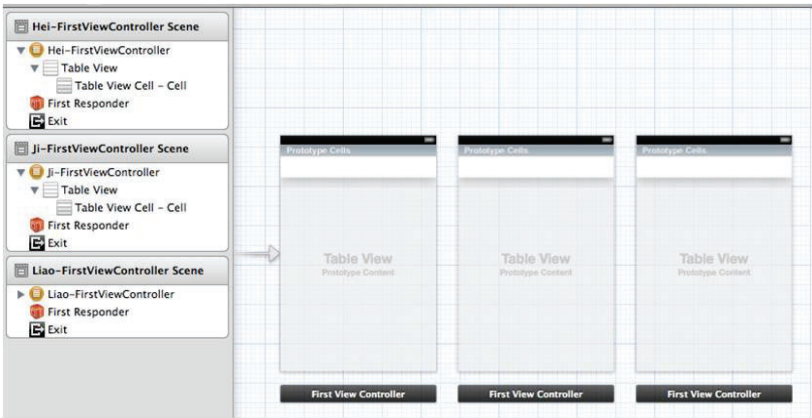 Hei-FirstViewController Scene
Hei-FirstViewController
Table View
Table View Cell - Cell
First Responder
Exit
Ji-FirstViewController Scene
Ji-FirstViewController
Table View
Table View Cell - Cell
First Responder
Exit
Liao-FirstViewController Scene
Liao-FirstViewController
First Responder
Exit
Prototype Cells
Table View
Prototype Content
First View Controller
Prototype Cells
Table View
Prototype Content
First View Controller
Prototype Cells
Table View
Prototype Content
First View Controller